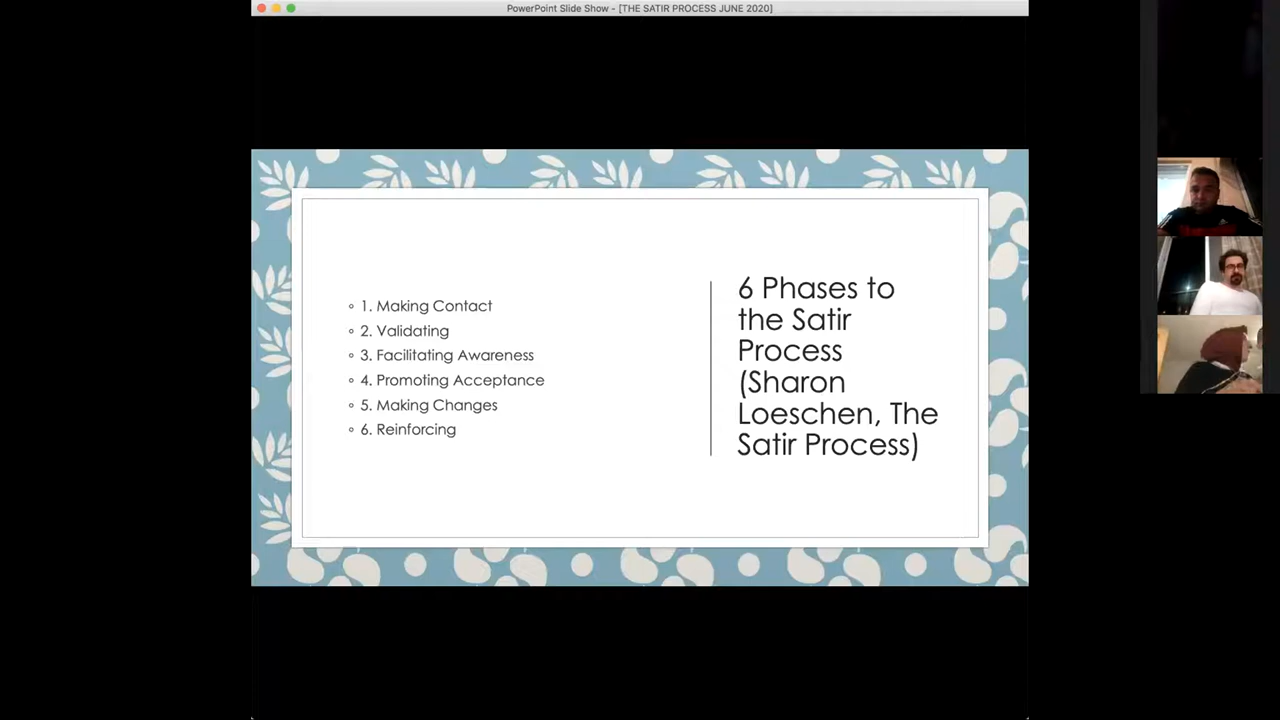 PowerPoint Slide Show - [THE SATIR PROCESS JUNE 2020]
1. Making Contact
2. Validating
3. Facilitating Awareness
4. Promoting Acceptance
5. Making Changes
6. Reinforcing
6 Phases to
the Satir
Process
(Sharon
Loeschen, The
Satir Process)